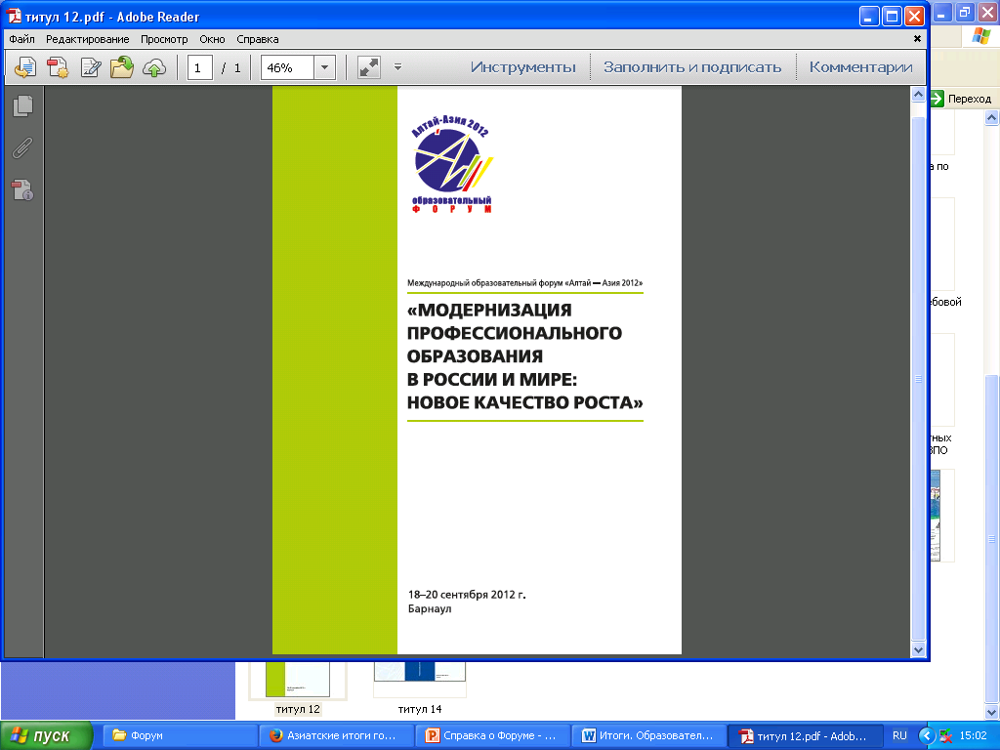 титул 12.pdf - Adobe Reader
Файл Редактирование Просмотр Окно Справка
1 / 1 46% Инструменты Заполнить и подписать Комментарии
Переход
Алтай-Азия 2012
образовательный
ФОРУМ
Международный образовательный форум «Алтай — Азия 2012»
«МОДЕРНИЗАЦИЯ
ПРОФЕССИОНАЛЬНОГО
ОБРАЗОВАНИЯ
В РОССИИ И МИРЕ:
НОВОЕ КАЧЕСТВО РОСТА»
18–20 сентября 2012 г.
Барнаул
а по
ебовой
тных
ВПО
титул 12 титул 14
пуск Форум Азиатские итоги го... Справка о Форуме - ... Итоги. Образовател... титул 12.pdf - Adob... RU 15:02